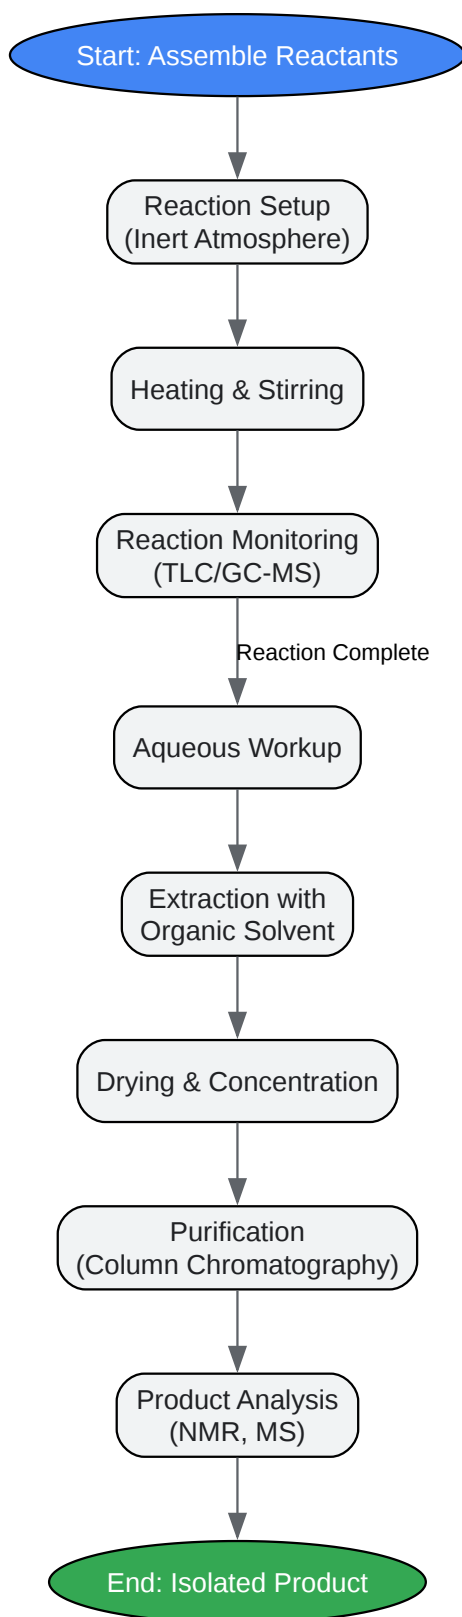 Start: Assemble Reactants
Reaction Setup
(Inert Atmosphere)
Heating & Stirring
Reaction Monitoring
(TLC/GC-MS)
Reaction Complete
Aqueous Workup
Extraction with
Organic Solvent
Drying & Concentration
Purification
(Column Chromatography)
Product Analysis
(NMR, MS)
End: Isolated Product